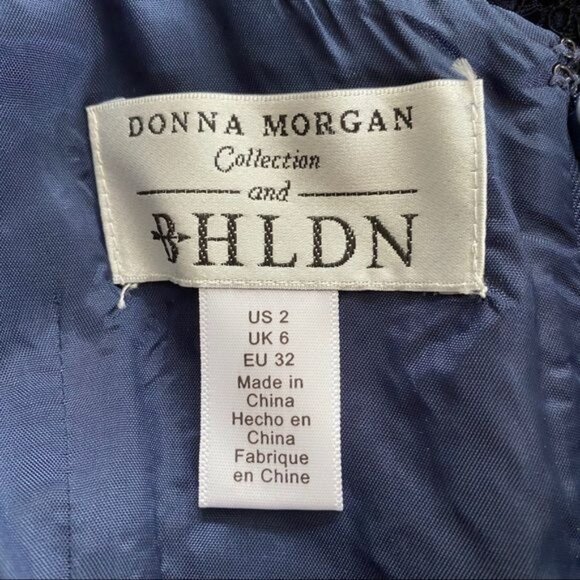 DONNA MORGAN
Collection
and
BHLDN
US 2
UK 6
EU 32
Made in
China
Hecho en
China
Fabrique
en Chine